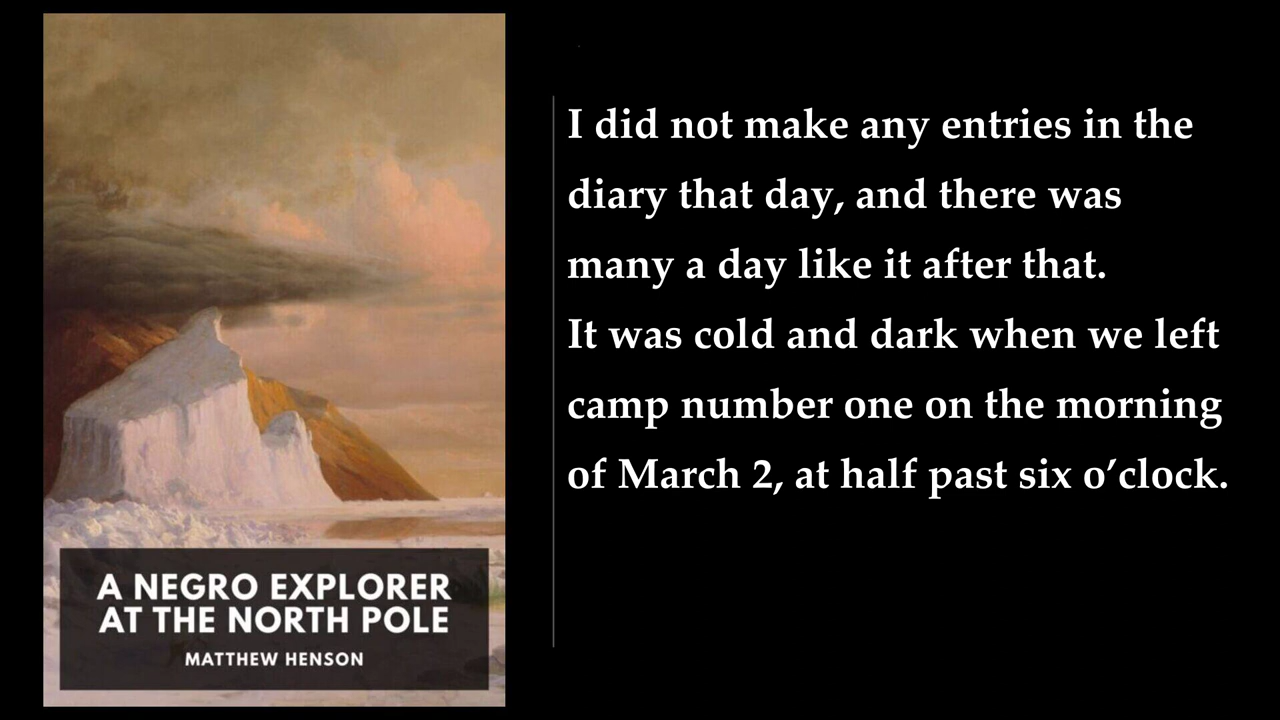 I did not make any entries in the
diary that day, and there was
many a day like it after that.
It was cold and dark when we left
camp number one on the morning
of March 2, at half past six o’clock.
A NEGRO EXPLORER
AT THE NORTH POLE
MATTHEW HENSON